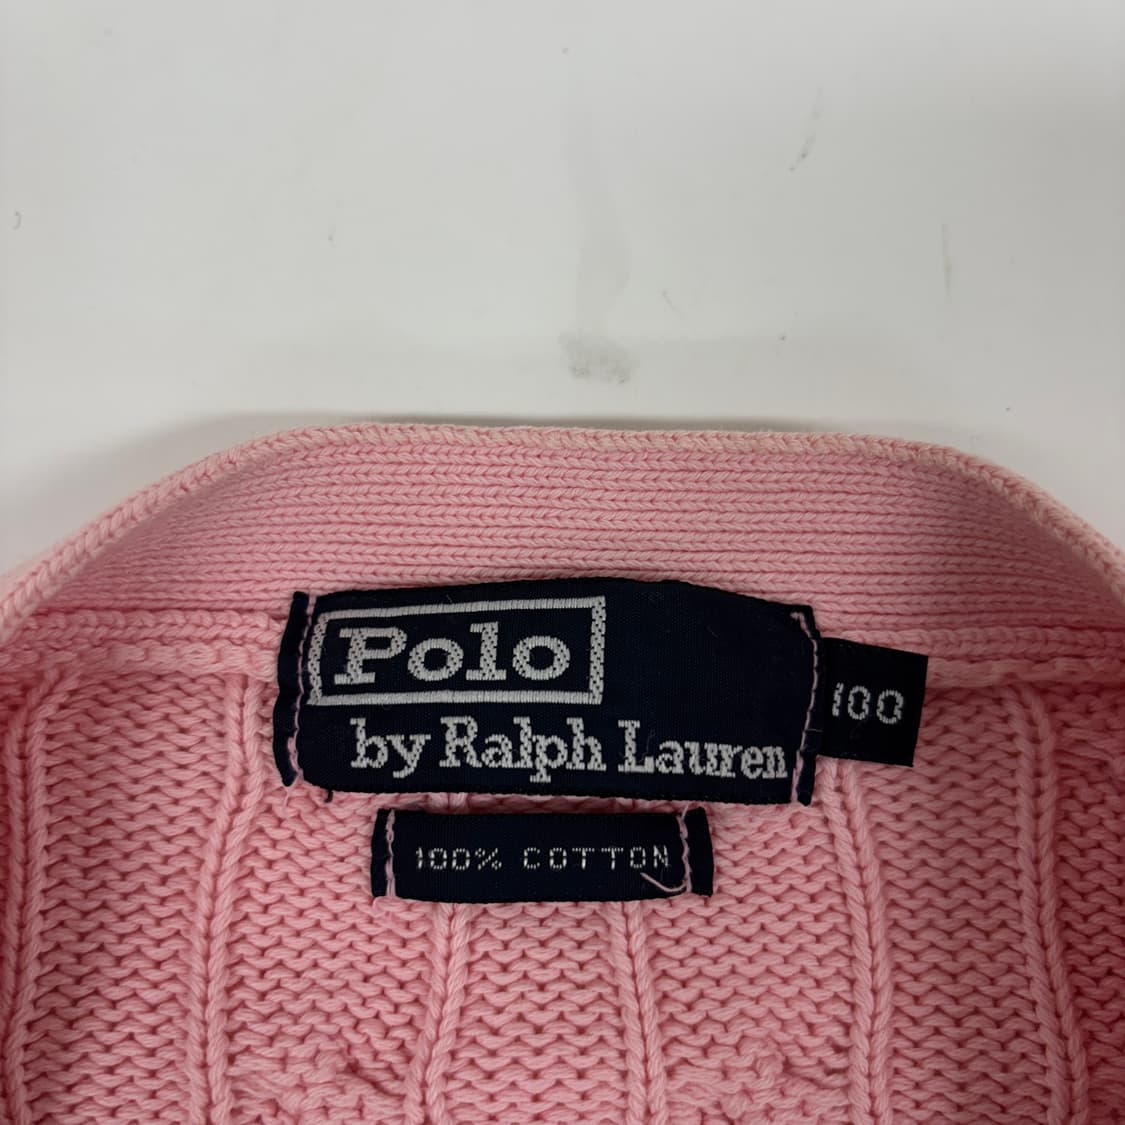 Polo
by Ralph Lauren
100
100% COTTON